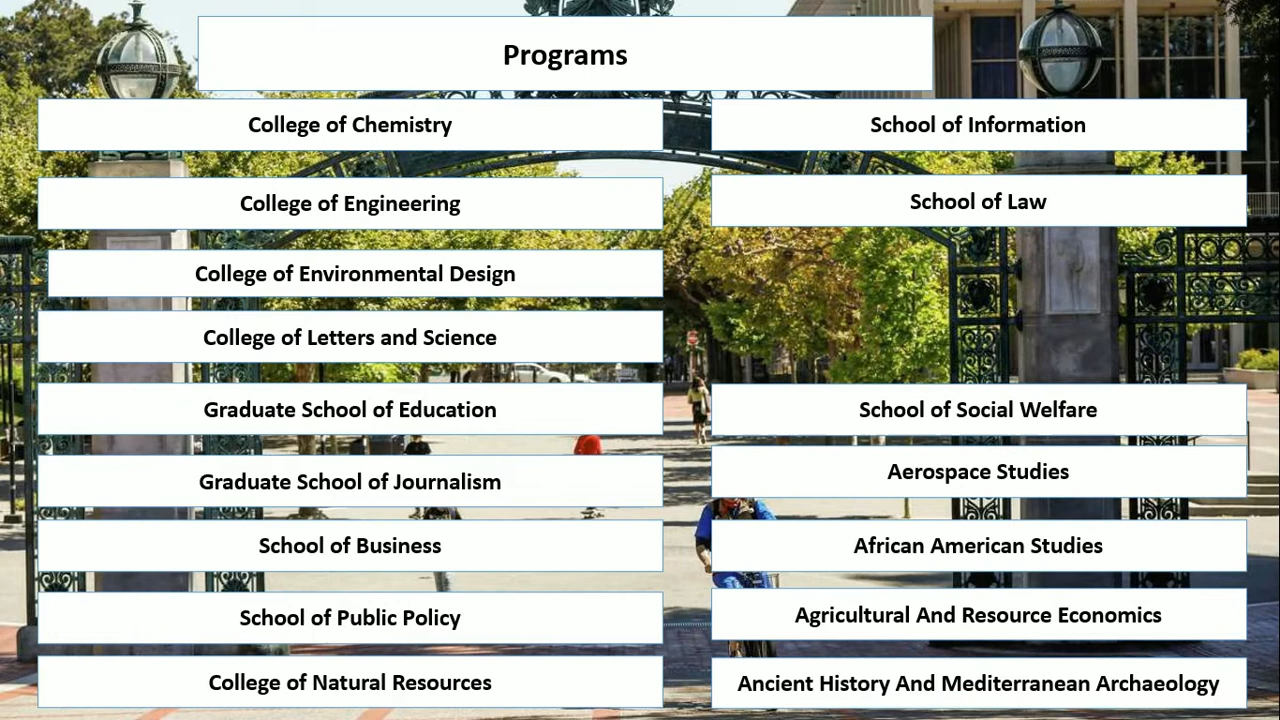 Programs
College of Chemistry
College of Engineering
College of Environmental Design
College of Letters and Science
Graduate School of Education
Graduate School of Journalism
School of Business
School of Public Policy
College of Natural Resources
School of Information
School of Law
School of Social Welfare
Aerospace Studies
African American Studies
Agricultural And Resource Economics
Ancient History And Mediterranean Archaeology